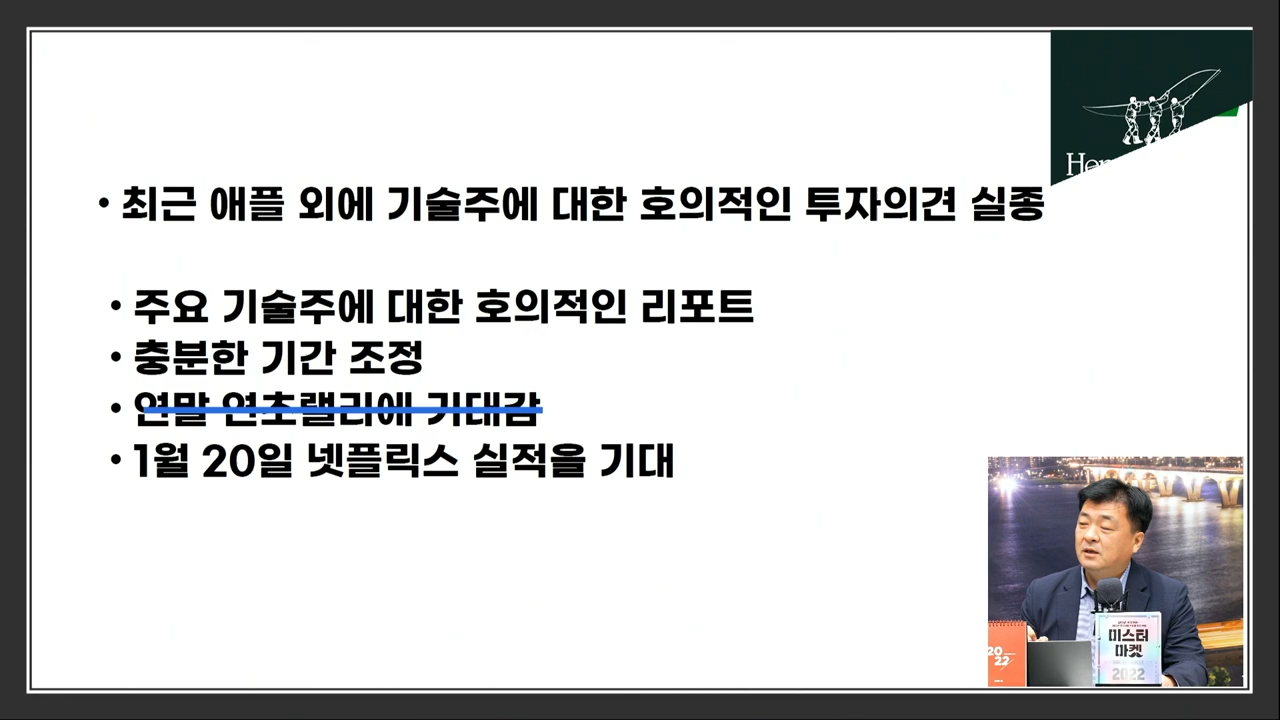 • 최근 애플 외에 기술주에 대한 호의적인 투자의견 실종
• 주요 기술주에 대한 호의적인 리포트
• 충분한 기간 조정
• 연말 연초랠리에 기대감
• 1월 20일 넷플릭스 실적을 기대
미스터
마켓
2022
20
22